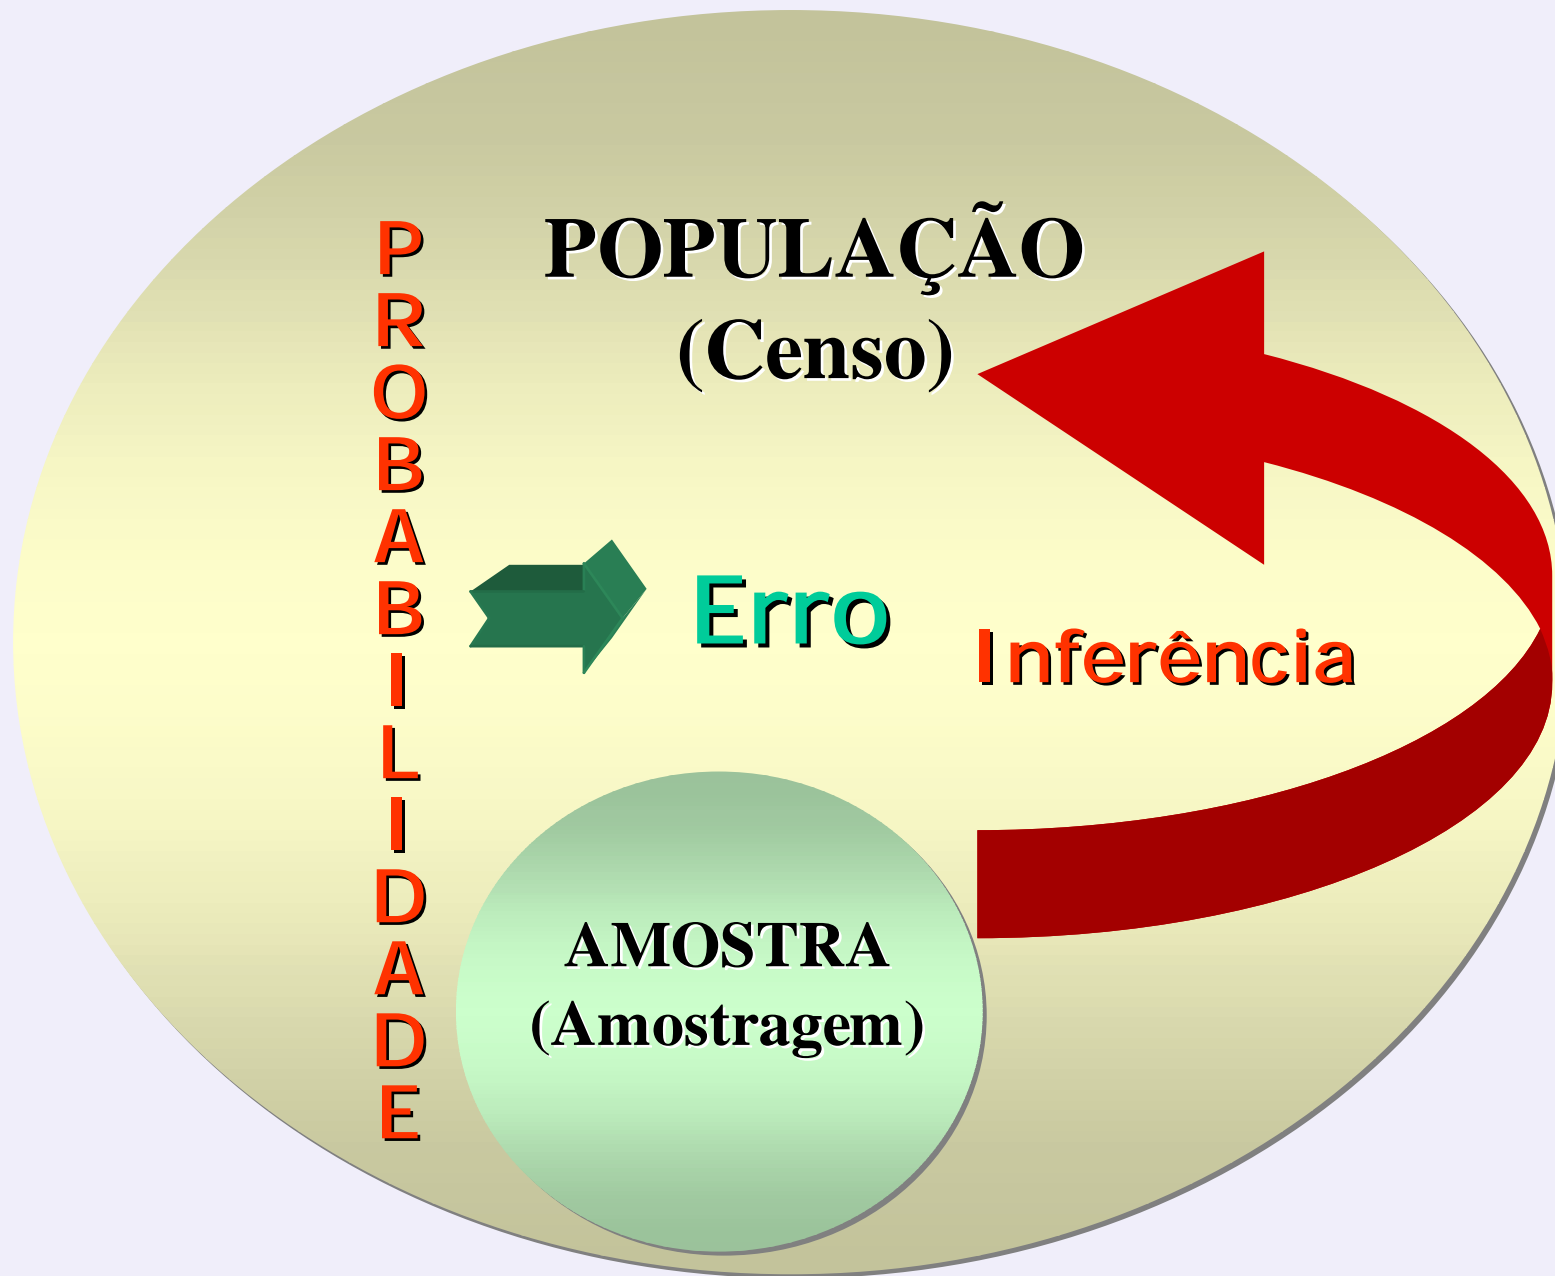 PROBABILIDADE
POPULAÇÃO
(Censo)
Erro
Inferência
AMOSTRA
(Amostragem)